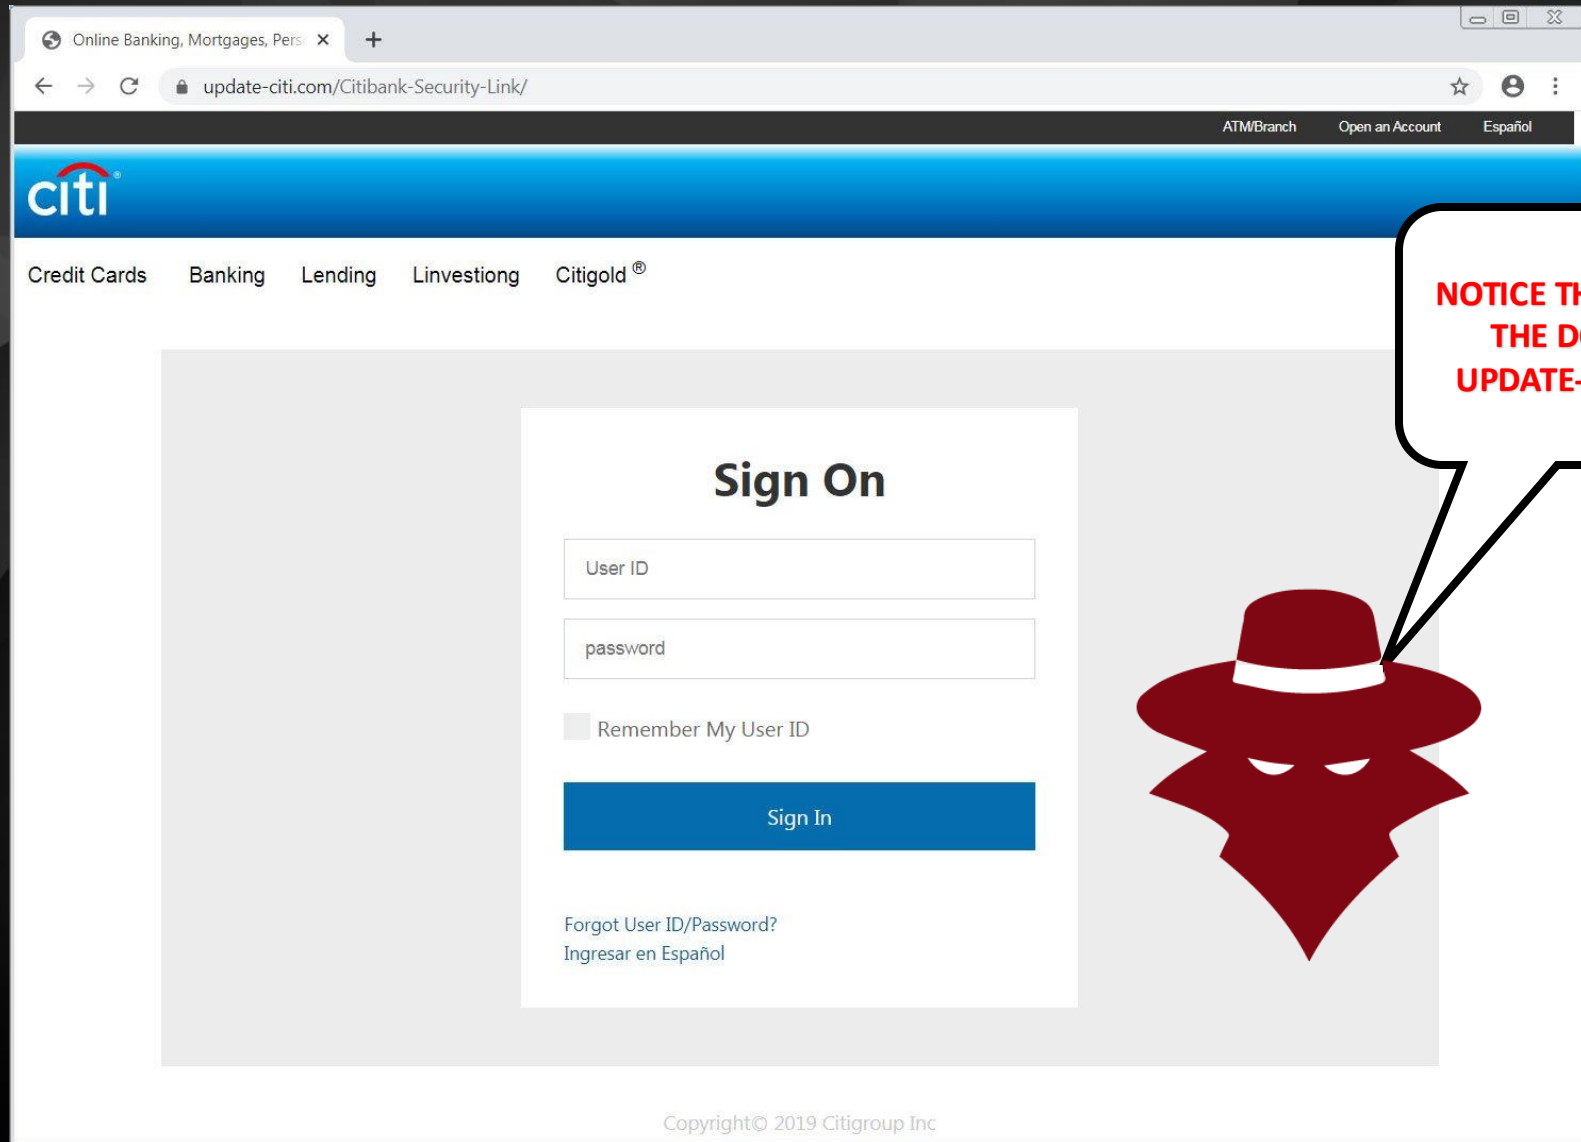 Online Banking, Mortgages, Pers
update-citi.com/Citibank-Security-Link/
ATM/Branch Open an Account Español
citi®
Credit Cards Banking Lending Linvestiong Citigold ®
NOTICE
THE
UPDATE-
Sign On
User ID
password
Remember My User ID
Sign In
Forgot User ID/Password?
Ingresar en Español
Copyright© 2019 Citigroup Inc